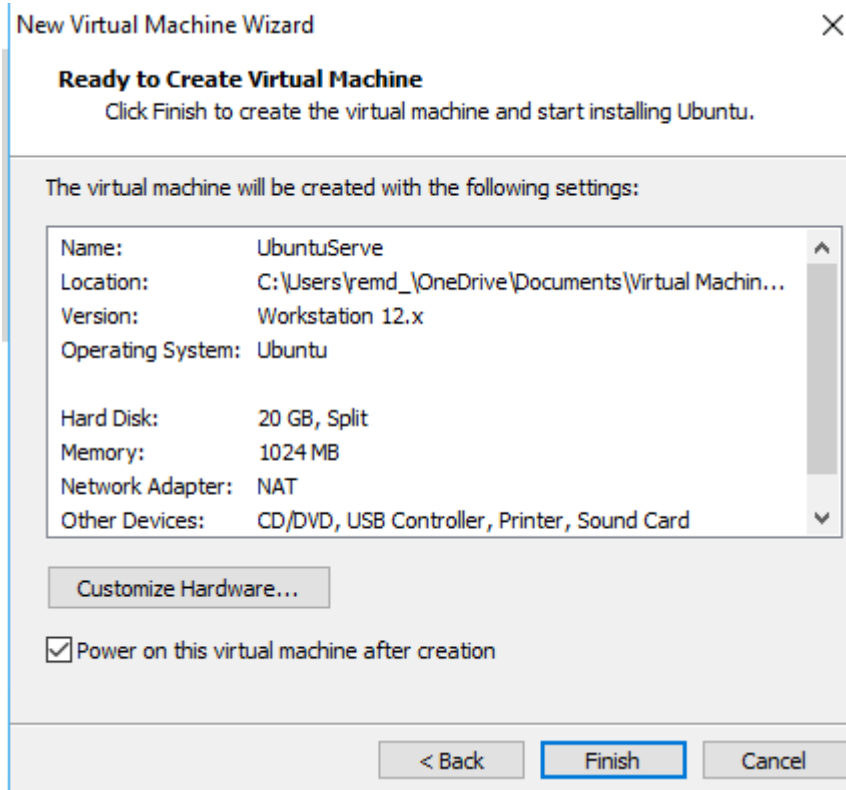 New Virtual Machine Wizard
Ready to Create Virtual Machine
Click Finish to create the virtual machine and start installing Ubuntu.
The virtual machine will be created with the following settings:
Name: UbuntuServe
Location: C:\Users\remd_\OneDrive\Documents\Virtual Machin...
Version: Workstation 12.x
Operating System: Ubuntu
Hard Disk: 20 GB, Split
Memory: 1024 MB
Network Adapter: NAT
Other Devices: CD/DVD, USB Controller, Printer, Sound Card
Customize Hardware...
Power on this virtual machine after creation
< Back Finish Cancel